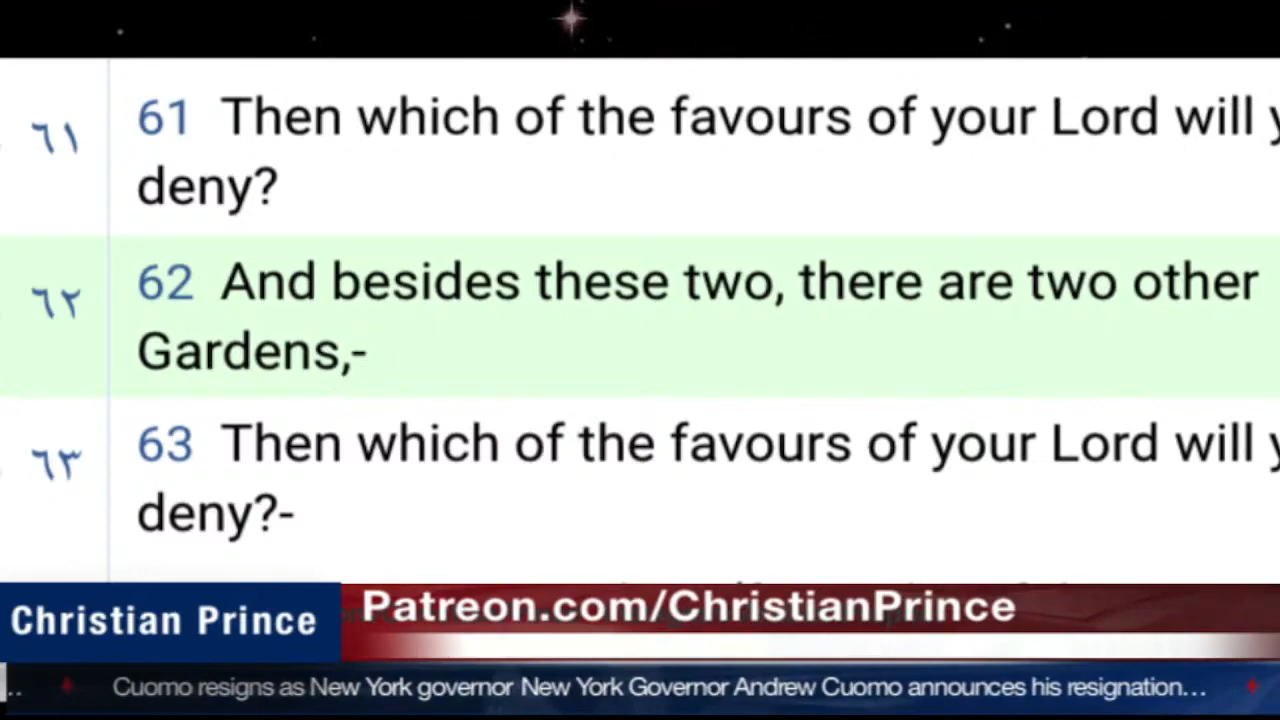 ٦١ 61 Then which of the favours of your Lord will
deny?
٦٢ 62 And besides these two, there are two other
Gardens,-
٦٣ 63 Then which of the favours of your Lord will
deny?-
Christian Prince Patreon.com/ChristianPrince
.. Cuomo resigns as New York governor New York Governor Andrew Cuomo announces his resignation...